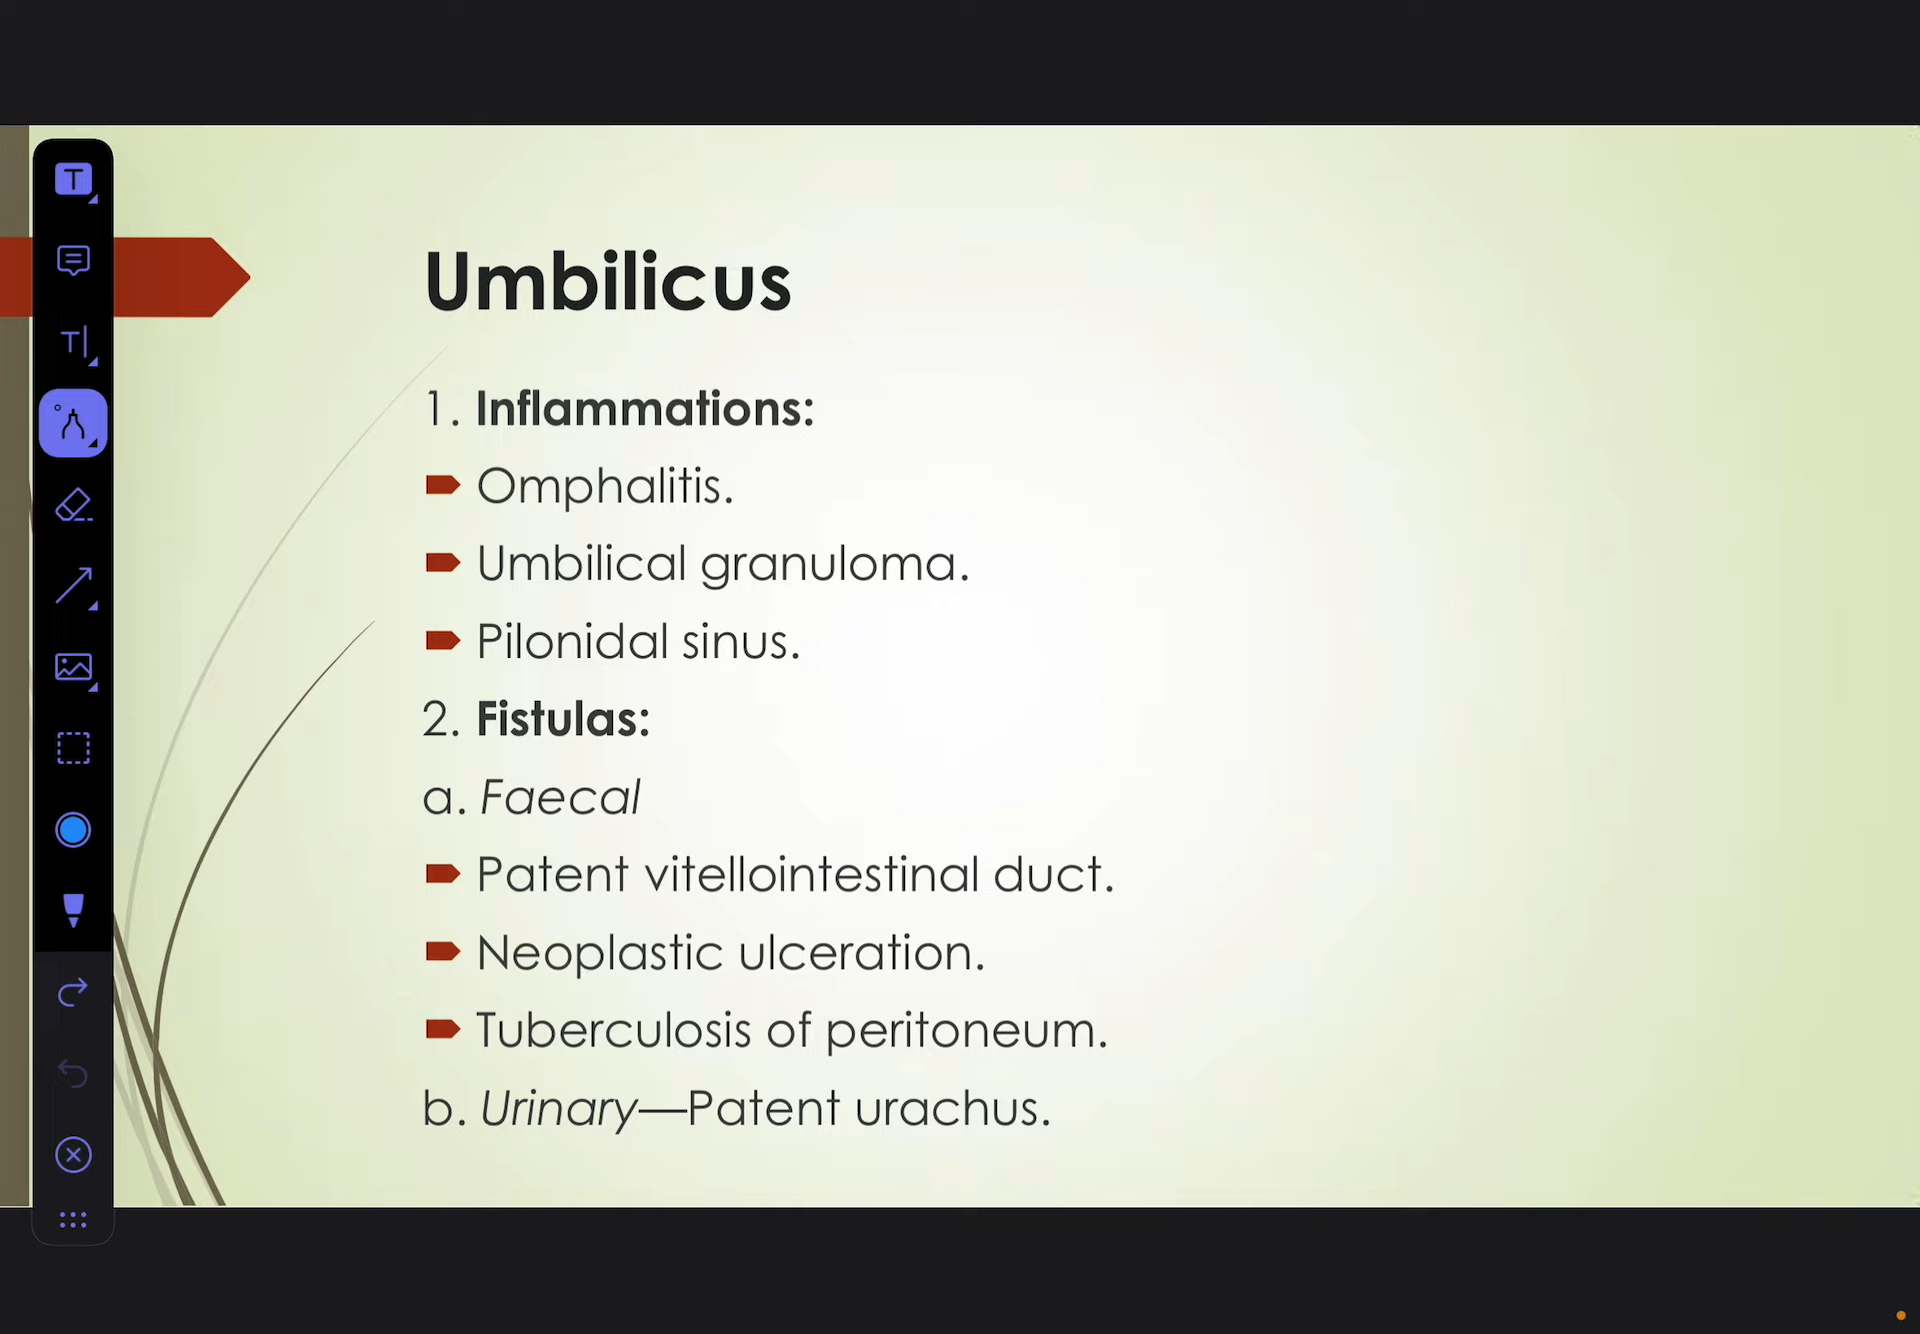 Umbilicus
1. Inflammations:
Omphalitis.
Umbilical granuloma.
Pilonidal sinus.
2. Fistulas:
a. Faecal
Patent vitellointestinal duct.
Neoplastic ulceration.
Tuberculosis of peritoneum.
b. Urinary—Patent urachus.